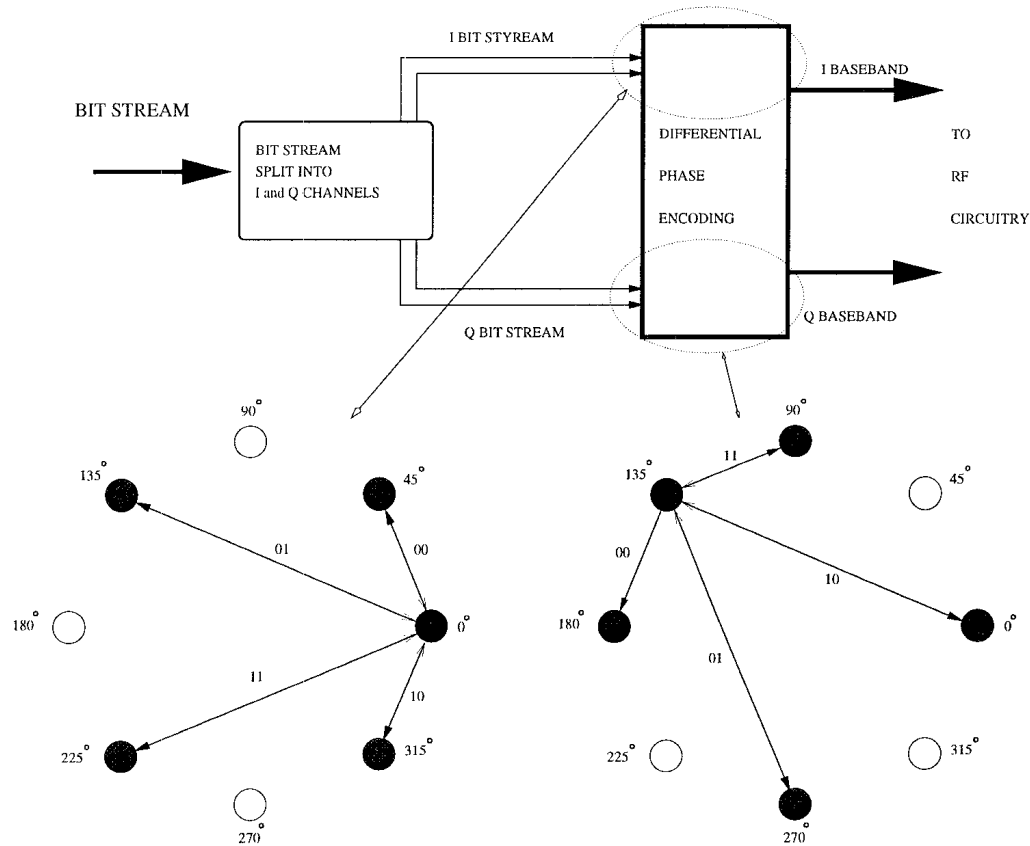 I BIT STYREAM
I BASEBAND
BIT STREAM
BIT STREAM
SPLIT INTO
I and Q CHANNELS
DIFFERENTIAL
PHASE
ENCODING
TO
RF
CIRCUITRY
Q BIT STREAM
Q BASEBAND
90°
135°
45°
01
00
180°
0°
11
10
225°
315°
270°
90°
11
135°
45°
00
10
180°
0°
01
225°
315°
270°